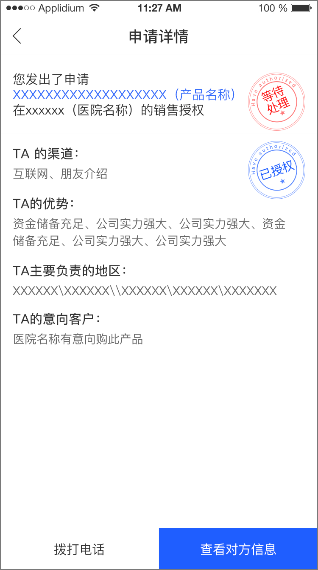 Applidium 11:27 AM 100 %
申请详情
您发出了申请
XXXXXXXXXXXXXXXXXXX（产品名称）
在xxxxxx（医院名称）的销售授权
have authorized
等待
处理
TA 的渠道：
互联网、朋友介绍
have authorized
已授权
TA的优势：
资金储备充足、公司实力强大、公司实力强大、资金
储备充足、公司实力强大、公司实力强大
TA主要负责的地区：
XXXXXX\XXXXXX\\XXXXXX\XXXXXX\XXXXXXX
TA的意向客户：
医院名称有意向购此产品
拨打电话
查看对方信息